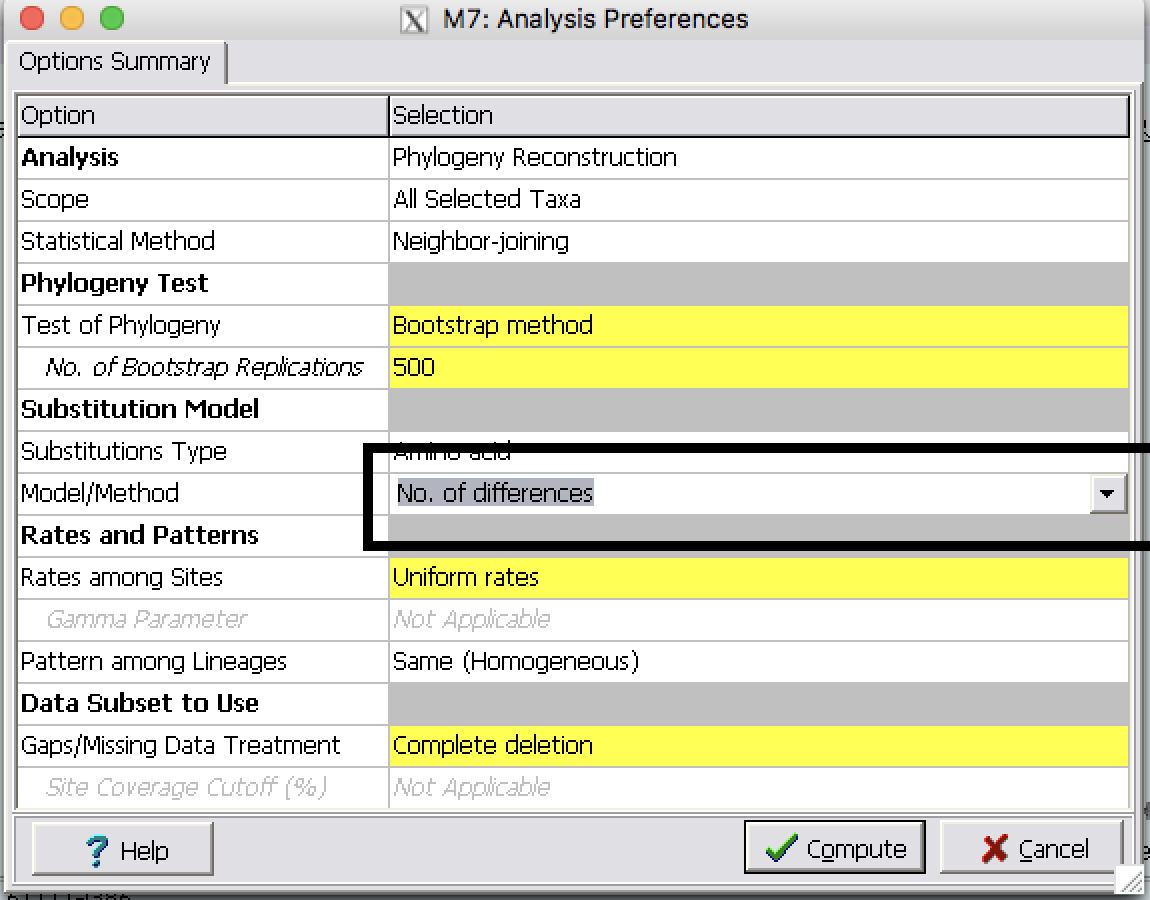 M7: Analysis Preferences
Options Summary
Option Selection
Analysis Phylogeny Reconstruction
Scope All Selected Taxa
Statistical Method Neighbor-joining
Phylogeny Test
Test of Phylogeny Bootstrap method
No. of Bootstrap Replications 500
Substitution Model
Substitutions Type Amino acid
Model/Method No. of differences
Rates and Patterns
Rates among Sites Uniform rates
Gamma Parameter Not Applicable
Pattern among Lineages Same (Homogeneous)
Data Subset to Use
Gaps/Missing Data Treatment Complete deletion
Site Coverage Cutoff (%) Not Applicable
? Help Compute Cancel